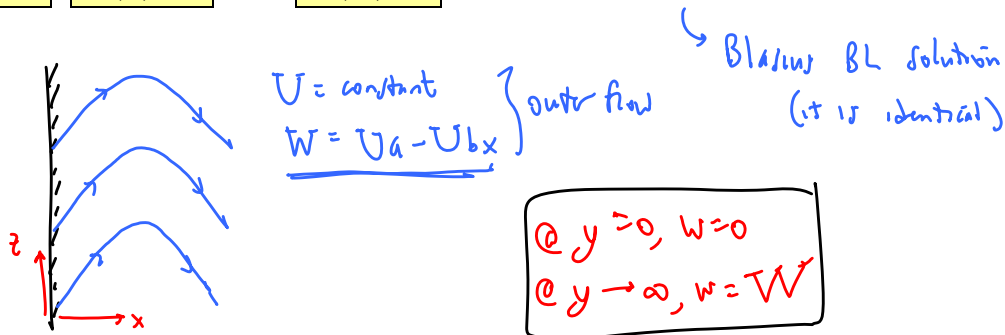 Blasius BL solution
(it is identical)
U = constant
W = Ua - Ubx
outer flow
@ y = 0, w = 0
@ y → ∞, w = W
z
x